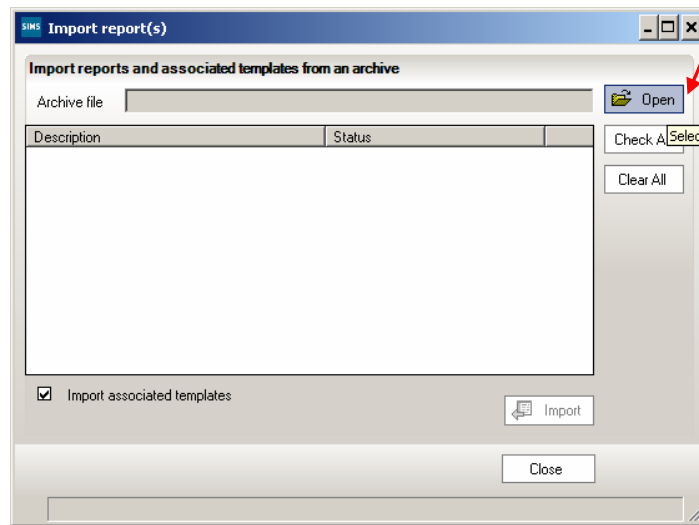 SIMS Import report(s)
Import reports and associated templates from an archive
Archive file
Open
Description Status
Check A
Selec
Clear All
Import associated templates
Import
Close